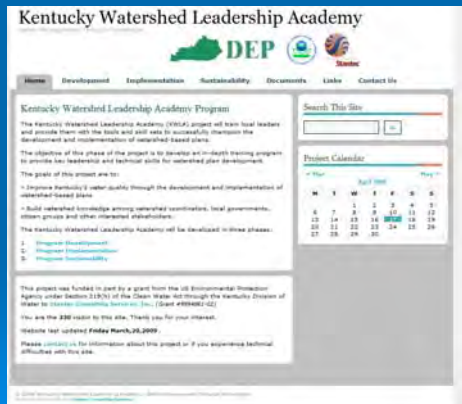 Kentucky Watershed Leadership Academy
DEP
Stantec
Home Development Implementation Sustainability Documents Links Contact Us
Kentucky Watershed Leadership Academy Program
The Kentucky Watershed Leadership Academy (KWLA) project will train local leaders
and provide them with the tools and skill sets to successfully champion the
development and implementation of watershed-based plans.
The objective of this phase of the project is to develop an in-depth training program
to provide key leadership and technical skills for watershed plan development.
The goals of this project are to:
• Improve Kentucky's water quality through the development and implementation of
watershed-based plans
• Build watershed knowledge among watershed coordinators, local governments,
citizen groups and other interested stakeholders.
The Kentucky Watershed Leadership Academy will be developed in three phases:
1. Program Development
2. Program Implementation
3. Program Sustainability
This project was funded in part by a grant from the US Environmental Protection
Agency under Section 319(h) of the Clean Water Act through the Kentucky Division of
Water to Stantec Consulting Services, Inc. (Grant
You are the 330 visitor to this site. Thank you for your interest.
Website last updated Friday March,20,2009.
Please contact us for information about this project or if you experience technical
difficulties with this site.
Search This Site
Project Calendar
« Mar May »
April 2009
M T W T F S S
1 2 3 4 5
6 7 8 9 10 11 12
13 14 15 16 17 18 19
20 21 22 23 24 25 26
27 28 29 30